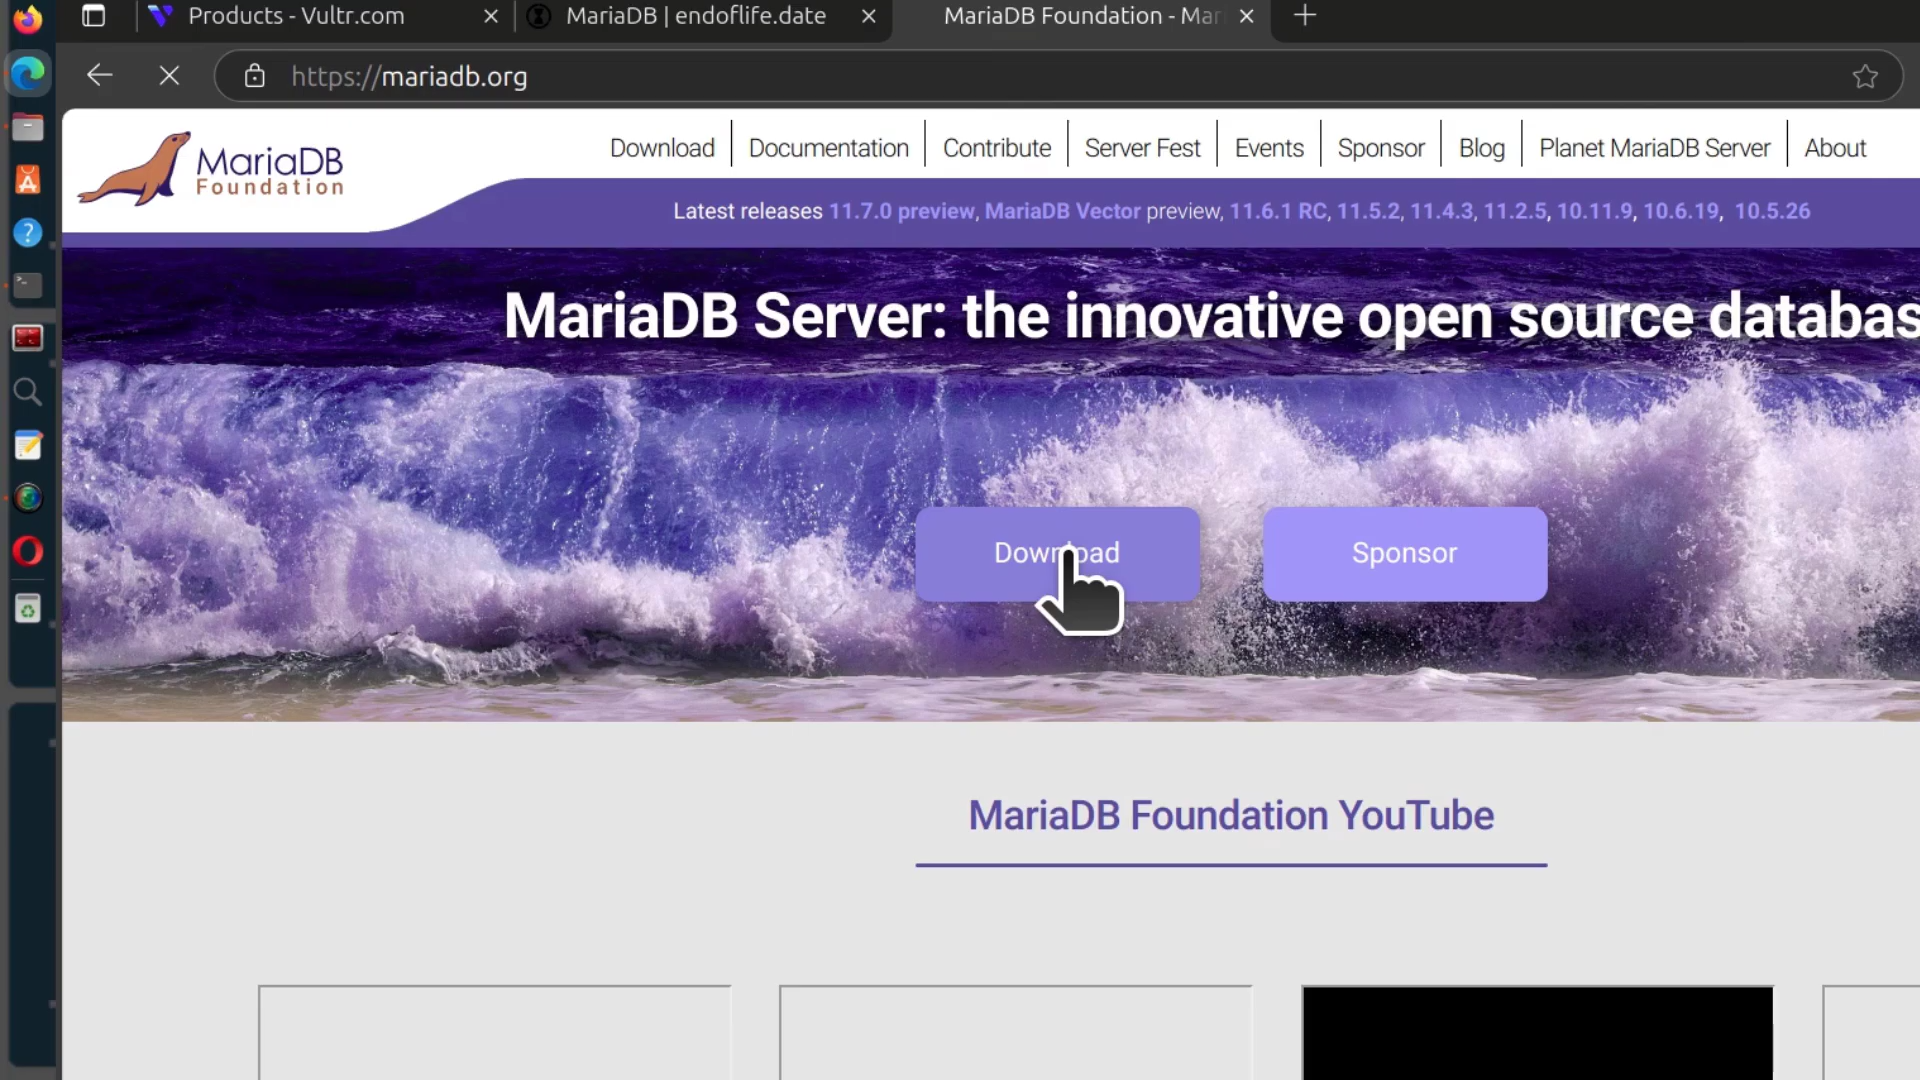 Products - Vultr.com
MariaDB | endoflife.date
MariaDB Foundation - Mari
https://mariadb.org
MariaDB
Foundation
Download
Documentation
Contribute
Server Fest
Events
Sponsor
Blog
Planet MariaDB Server
About
Latest releases 11.7.0 preview, MariaDB Vector preview, 11.6.1 RC, 11.5.2, 11.4.3, 11.2.5, 10.11.9, 10.6.19, 10.5.26
MariaDB Server: the innovative open source databas
Download
Sponsor
MariaDB Foundation YouTube